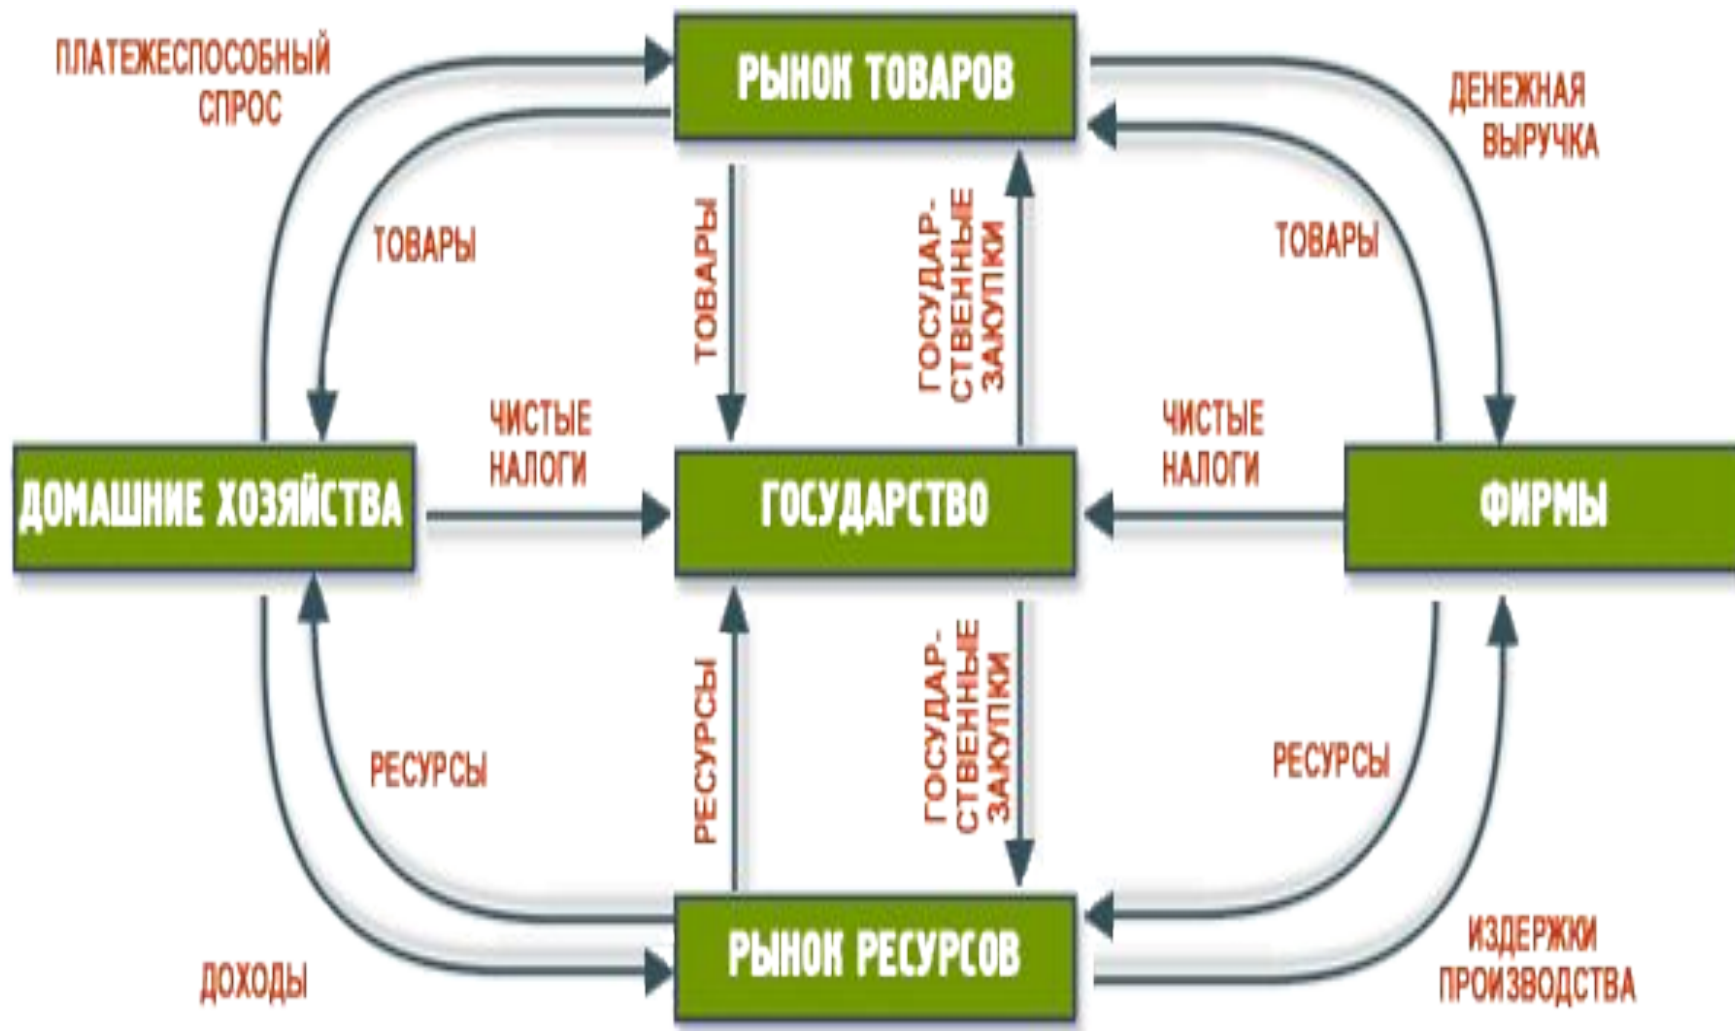 ПЛАТЕЖЕСПОСОБНЫЙ
СПРОС
РЫНОК ТОВАРОВ
ДЕНЕЖНАЯ
ВЫРУЧКА
ТОВАРЫ
ТОВАРЫ
ГОСУДАР-
СТВЕННЫЕ
ЗАКУПКИ
ТОВАРЫ
ЧИСТЫЕ
НАЛОГИ
ЧИСТЫЕ
НАЛОГИ
ДОМАШНИЕ ХОЗЯЙСТВА
ГОСУДАРСТВО
ФИРМЫ
РЕСУРСЫ
РЕСУРСЫ
ГОСУДАР-
СТВЕННЫЕ
ЗАКУПКИ
РЕСУРСЫ
ДОХОДЫ
РЫНОК РЕСУРСОВ
ИЗДЕРЖКИ
ПРОИЗВОДСТВА